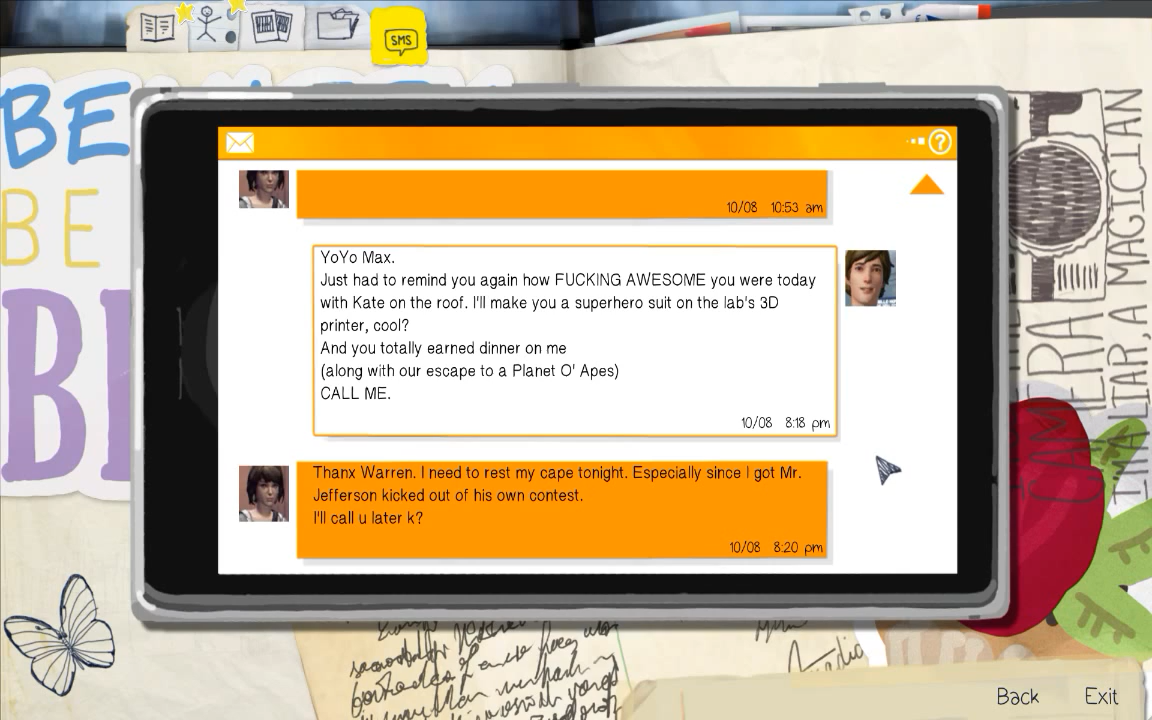 SMS
BE
BE
?
10/08 10:53 am
YoYo Max.
Just had to remind you again how FUCKING AWESOME you were today
with Kate on the roof. I'll make you a superhero suit on the lab's 3D
printer, cool?
And you totally earned dinner on me
(along with our escape to a Planet O' Apes)
CALL ME.
10/08 8:18 pm
Thanx Warren. I need to rest my cape tonight. Especially since I got Mr.
Jefferson kicked out of his own contest.
I'll call u later k?
10/08 8:20 pm
CAMERA
LIAR, A MAGICIAN
Back Exit